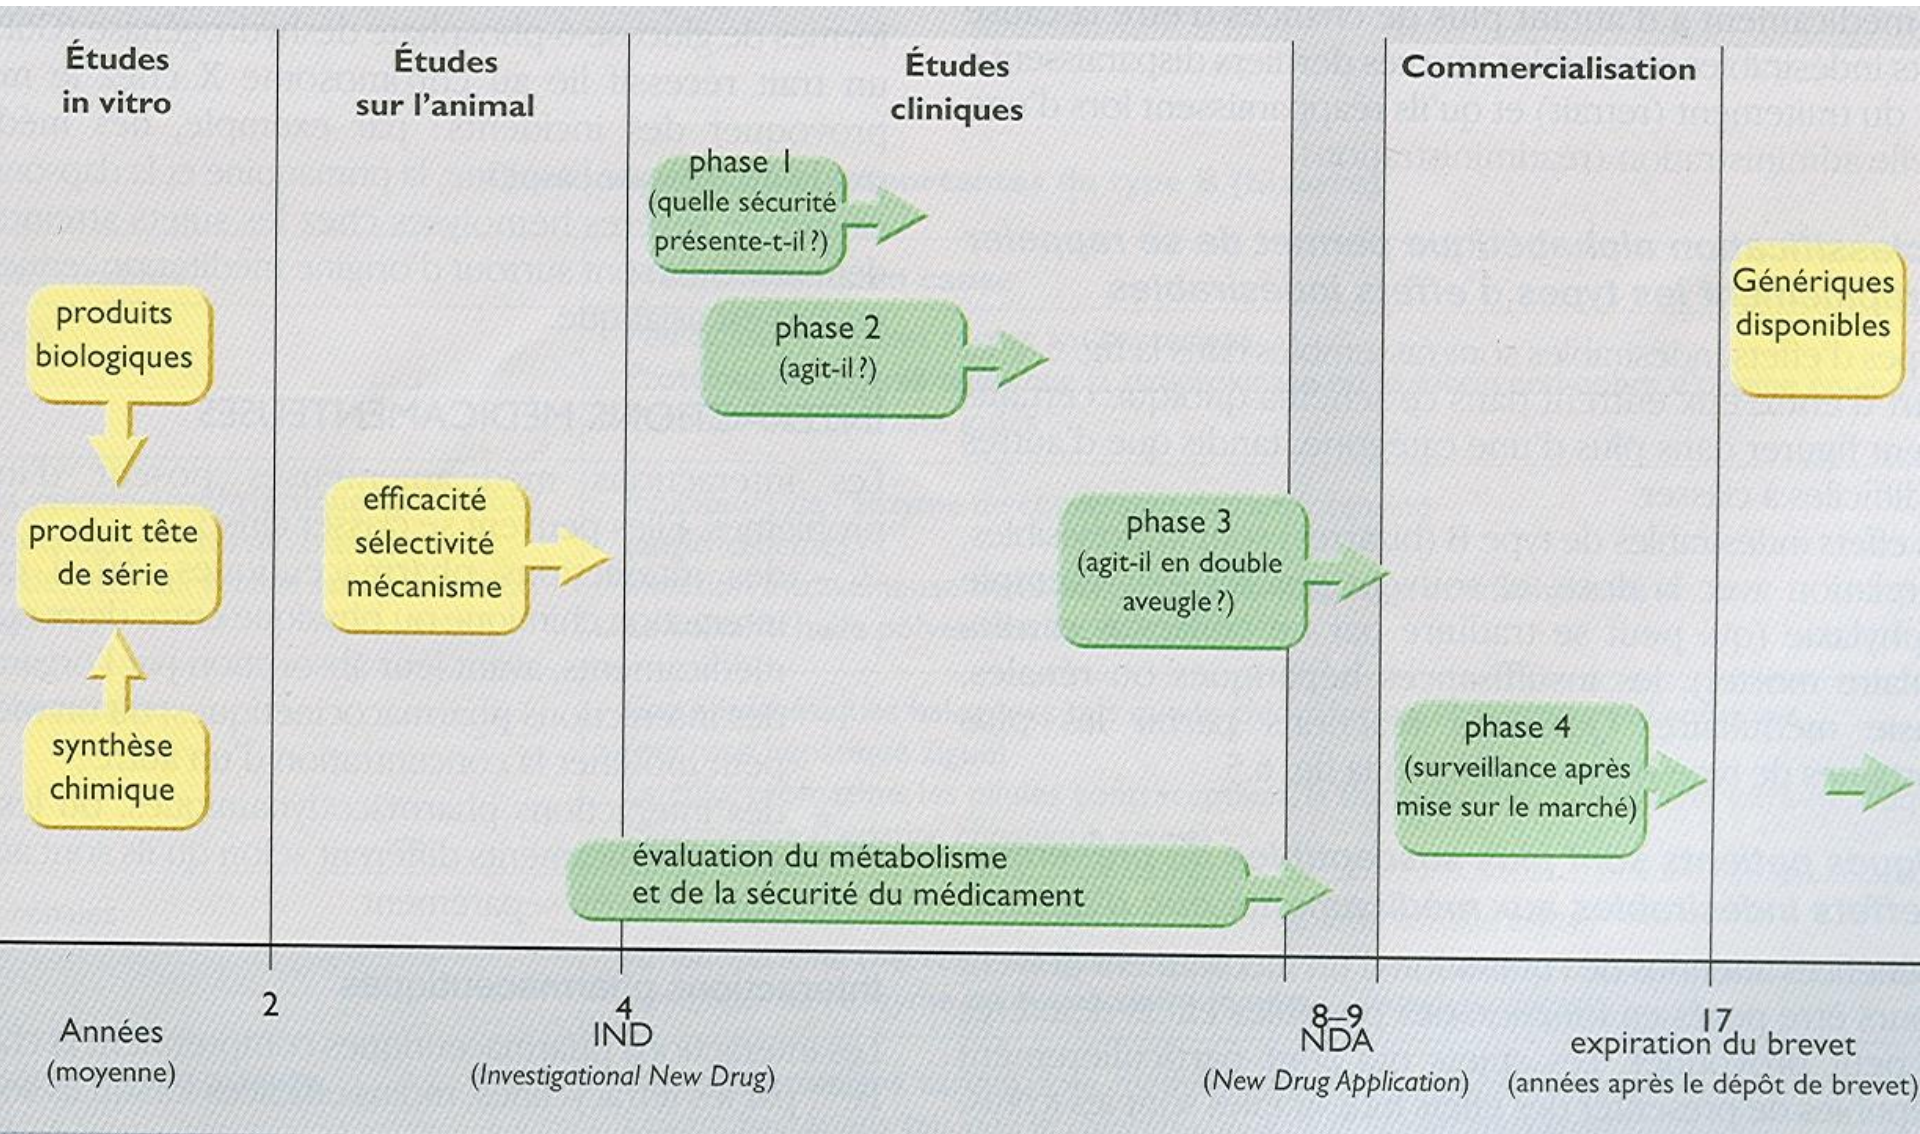 Études
in vitro
Études
sur l'animal
Études
cliniques
Commercialisation
phase 1
(quelle sécurité
présente-t-il ?)
phase 2
(agit-il ?)
produits
biologiques
produit tête
de série
synthèse
chimique
efficacité
sélectivité
mécanisme
phase 3
(agit-il en double
aveugle ?)
phase 4
(surveillance après
mise sur le marché)
Génériques
disponibles
évaluation du métabolisme
et de la sécurité du médicament
Années
(moyenne)
2
4
IND
(Investigational New Drug)
8–9
NDA
(New Drug Application)
17
expiration du brevet
(années après le dépôt de brevet)